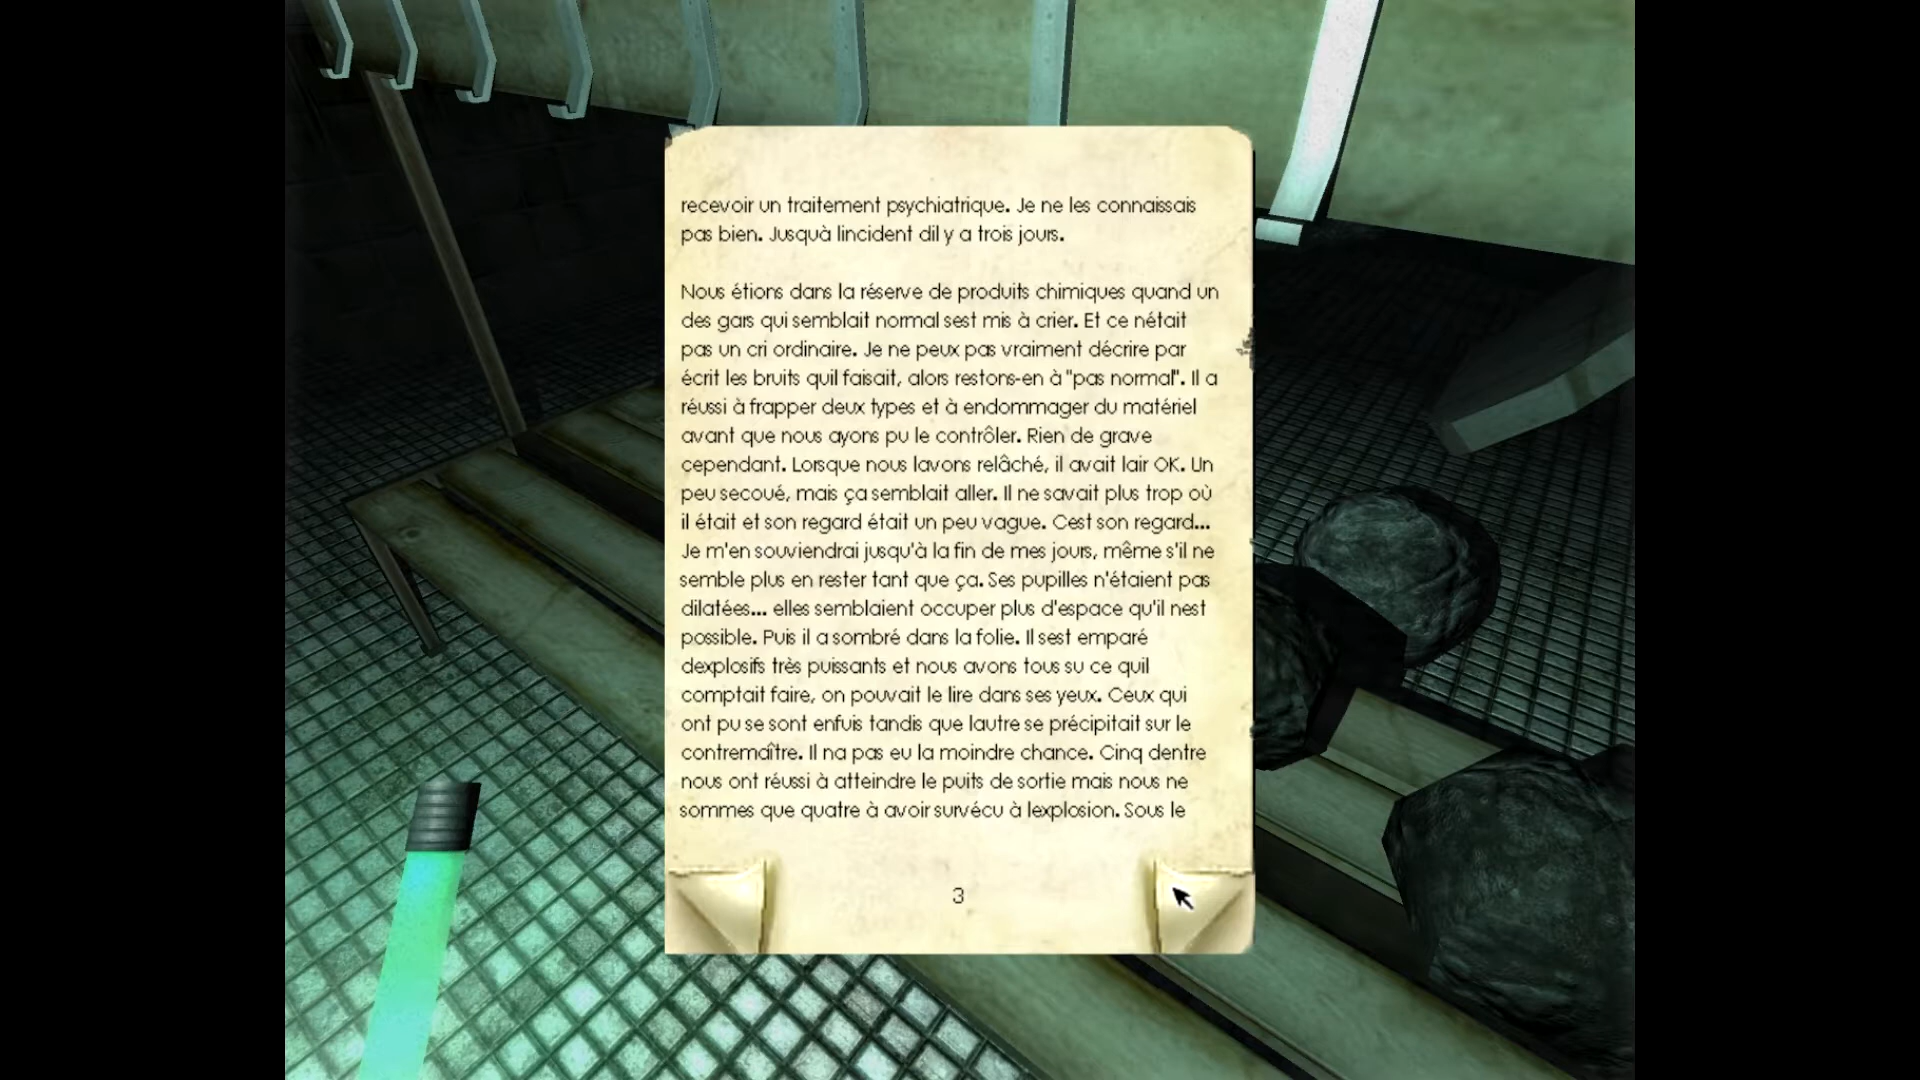 recevoir un traitement psychiatrique. Je ne les connaissais
pas bien. Jusquà lincident dil y a trois jours.
Nous étions dans la réserve de produits chimiques quand un
des gars qui semblait normal sest mis à crier. Et ce nétait
pas un cri ordinaire. Je ne peux pas vraiment décrire par
écrit les bruits quil faisait, alors restons-en à "pas normal". Il a
réussi à frapper deux types et à endommager du matériel
avant que nous ayons pu le contrôler. Rien de grave
cependant. Lorsque nous lavons relâché, il avait lair OK. Un
peu secoué, mais ça semblait aller. Il ne savait plus trop où
il était et son regard était un peu vague. Cest son regard...
Je m'en souviendrai jusqu'à la fin de mes jours, même s'il ne
semble plus en rester tant que ça. Ses pupilles n'étaient pas
dilatées... elles semblaient occuper plus d'espace qu'il nest
possible. Puis il a sombré dans la folie. Il sest emparé
dexplosifs très puissants et nous avons tous su ce quil
comptait faire, on pouvait le lire dans ses yeux. Ceux qui
ont pu se sont enfuis tandis que lautre se précipitait sur le
contremaître. Il na pas eu la moindre chance. Cinq dentre
nous ont réussi à atteindre le puits de sortie mais nous ne
sommes que quatre à avoir survécu à lexplosion. Sous le
3